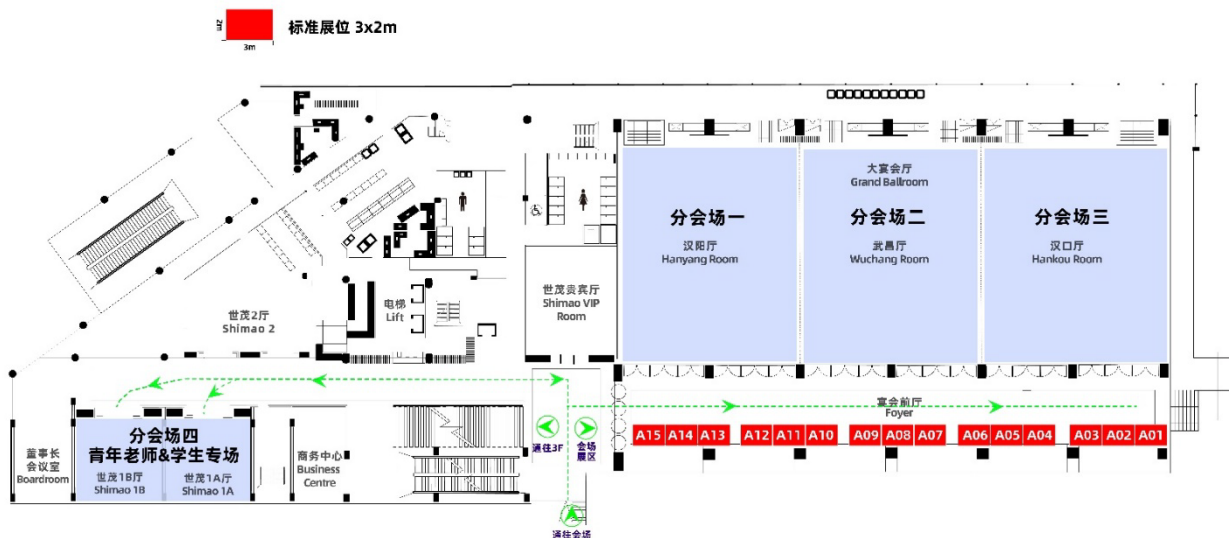 2m
标准展位 3x2m
3m
大宴会厅
Grand Ballroom
分会场一
汉阳厅
Hanyang Room
分会场二
武昌厅
Wuchang Room
分会场三
汉口厅
Hankou Room
世茂贵宾厅
Shimao VIP
Room
电梯
Lift
世茂2厅
Shimao 2
宴会前厅
Foyer
A15 A14 A13 A12 A11 A10 A09 A08 A07 A06 A05 A04 A03 A02 A01
通往3F
会场
展区
通往会场
分会场四
青年老师&学生专场
世茂1B厅
Shimao 1B
世茂1A厅
Shimao 1A
董事长
会议室
Boardroom
商务中心
Business
Centre